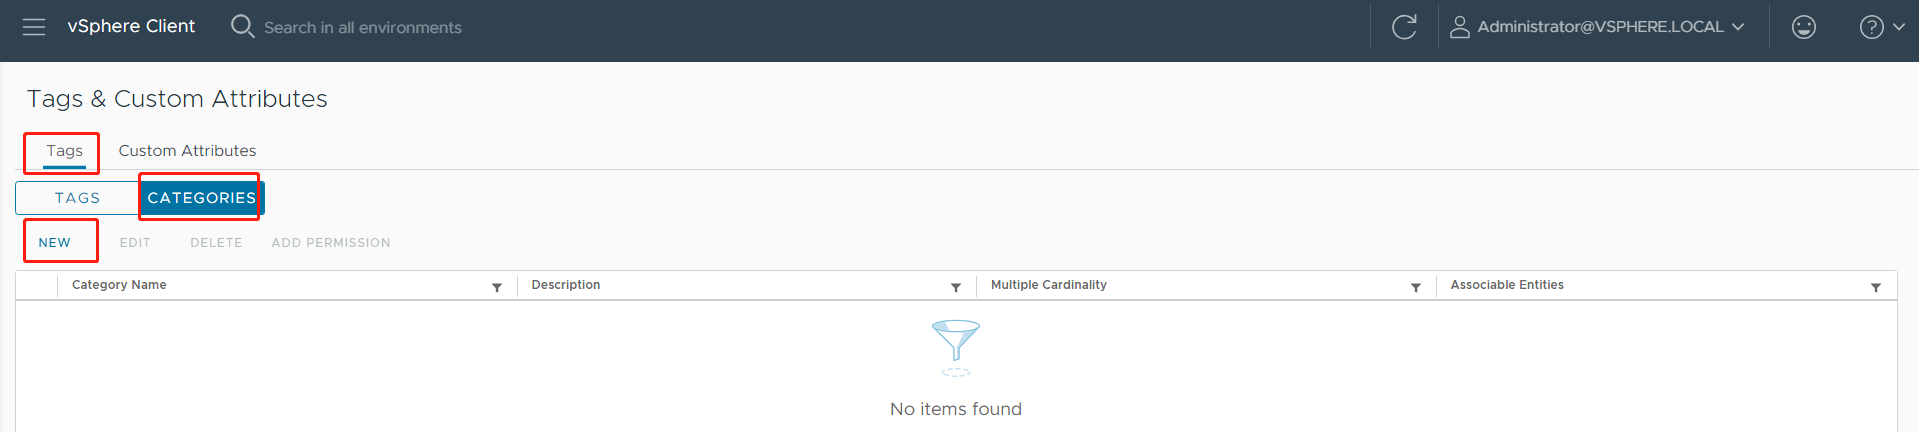 vSphere Client Search in all environments Administrator@VSPHERE.LOCAL
Tags & Custom Attributes
Tags Custom Attributes
TAGS CATEGORIES
NEW EDIT DELETE ADD PERMISSION
Category Name Description Multiple Cardinality Associable Entities
No items found